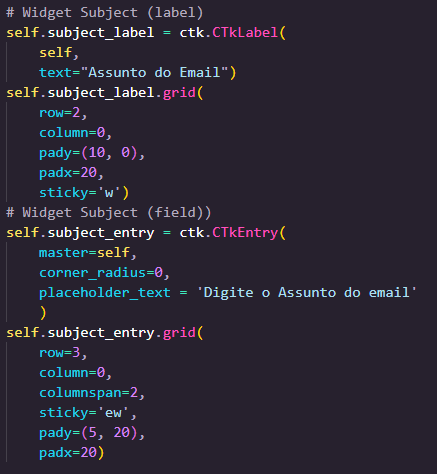 # Widget Subject (label)
self.subject_label = ctk.CTkLabel(
    self,
    text="Assunto do Email")
self.subject_label.grid(
    row=2,
    column=0,
    pady=(10, 0),
    padx=20,
    sticky='w')
# Widget Subject (field))
self.subject_entry = ctk.CTkEntry(
    master=self,
    corner_radius=0,
    placeholder_text = 'Digite o Assunto do email'
    )
self.subject_entry.grid(
    row=3,
    column=0,
    columnspan=2,
    sticky='ew',
    pady=(5, 20),
    padx=20)